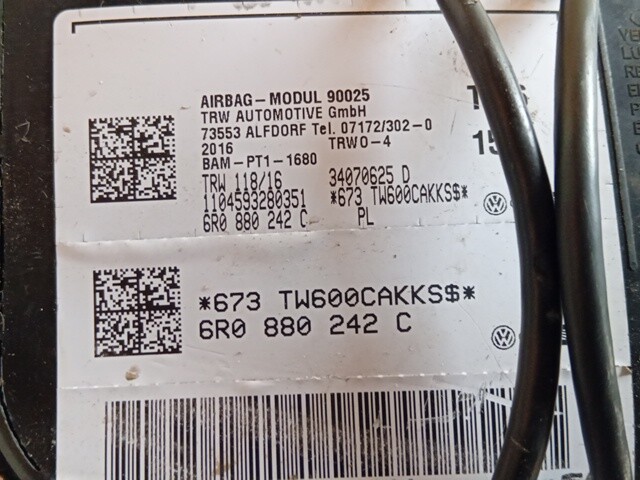 AIRBAG-MODUL 90025
TRW AUTOMOTIVE GmbH
73553 ALFDORF Tel. 07172/302-0
2016 TRWO-4
BAM-PT1-1680
TRW 118/16 34070625 D
1104593280351 *673 TW600CAKKS$*
6R0 880 242 C PL
*673 TW600CAKKS$*
6R0 880 242 C